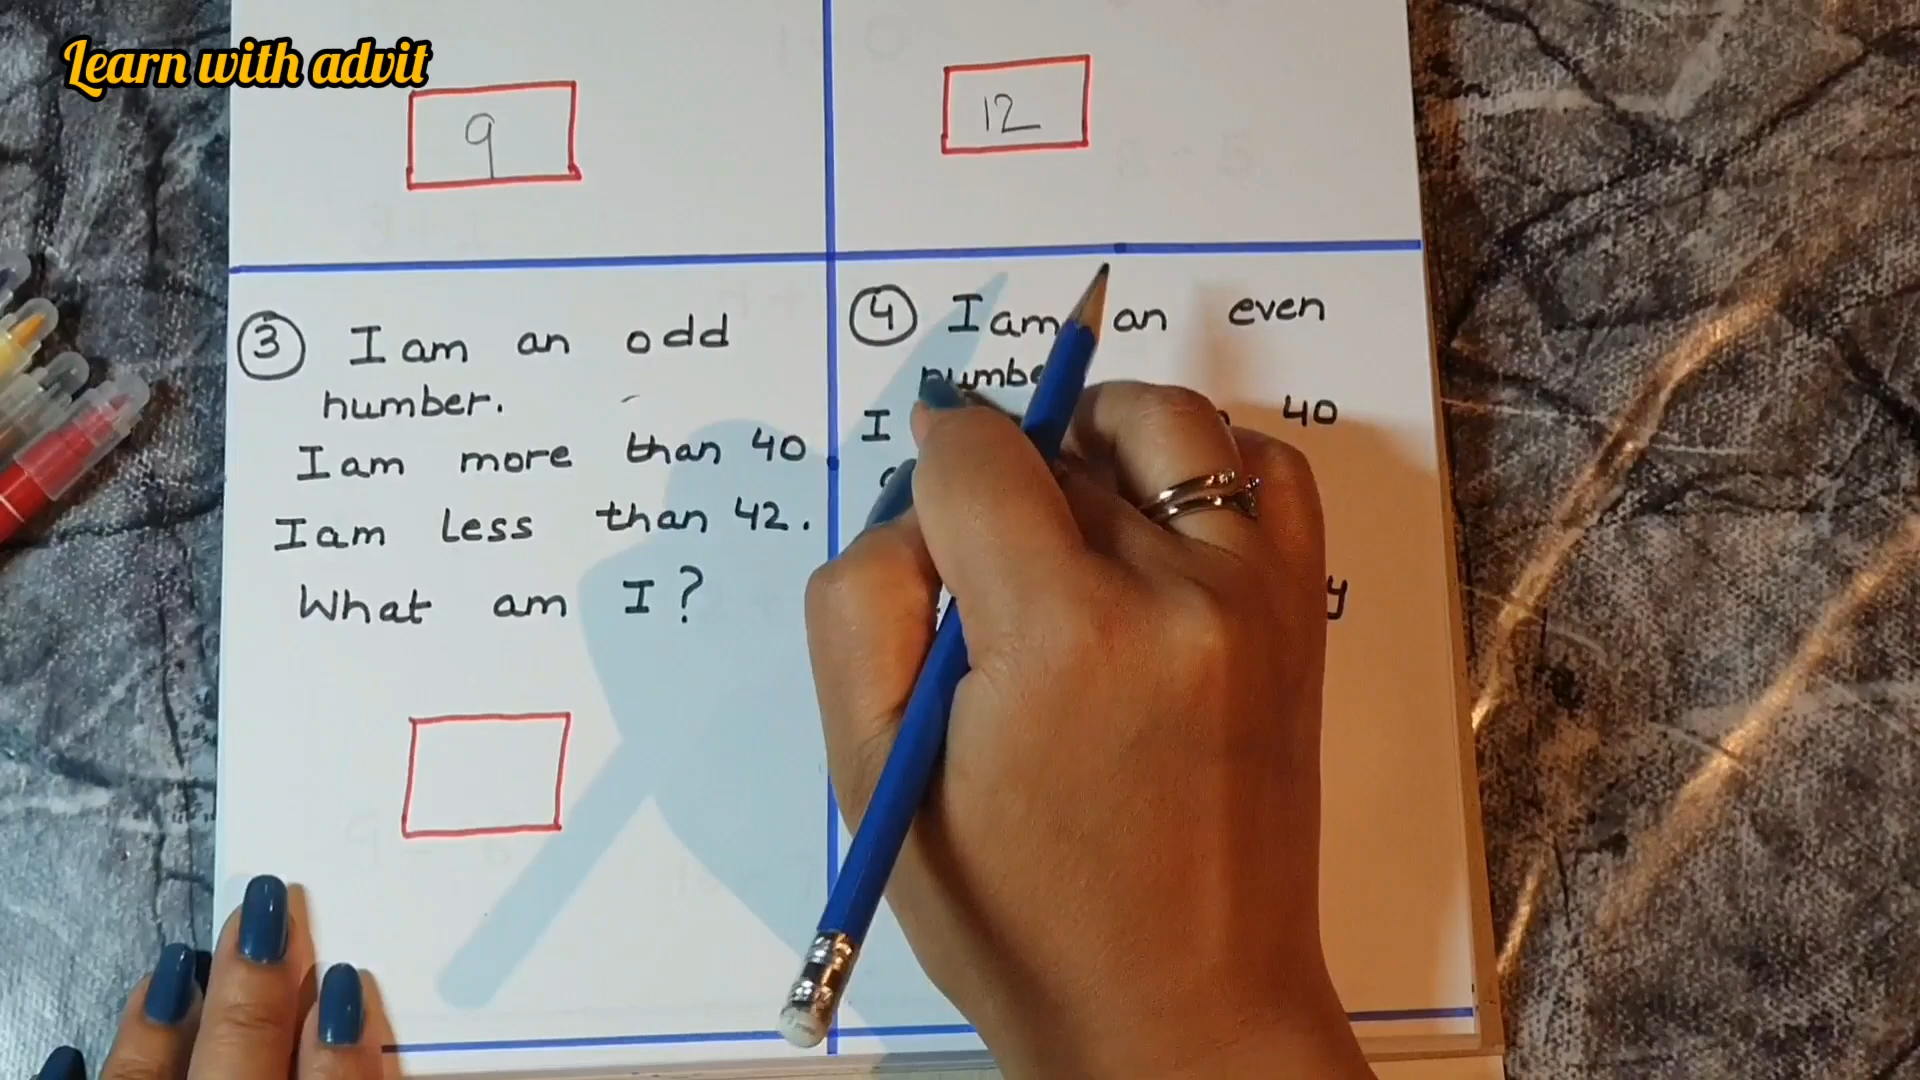 Learn with advit
9
12
3 I am an odd
number.
I am more than 40
I am less than 42.
What am I?
4 I am an even
I 40